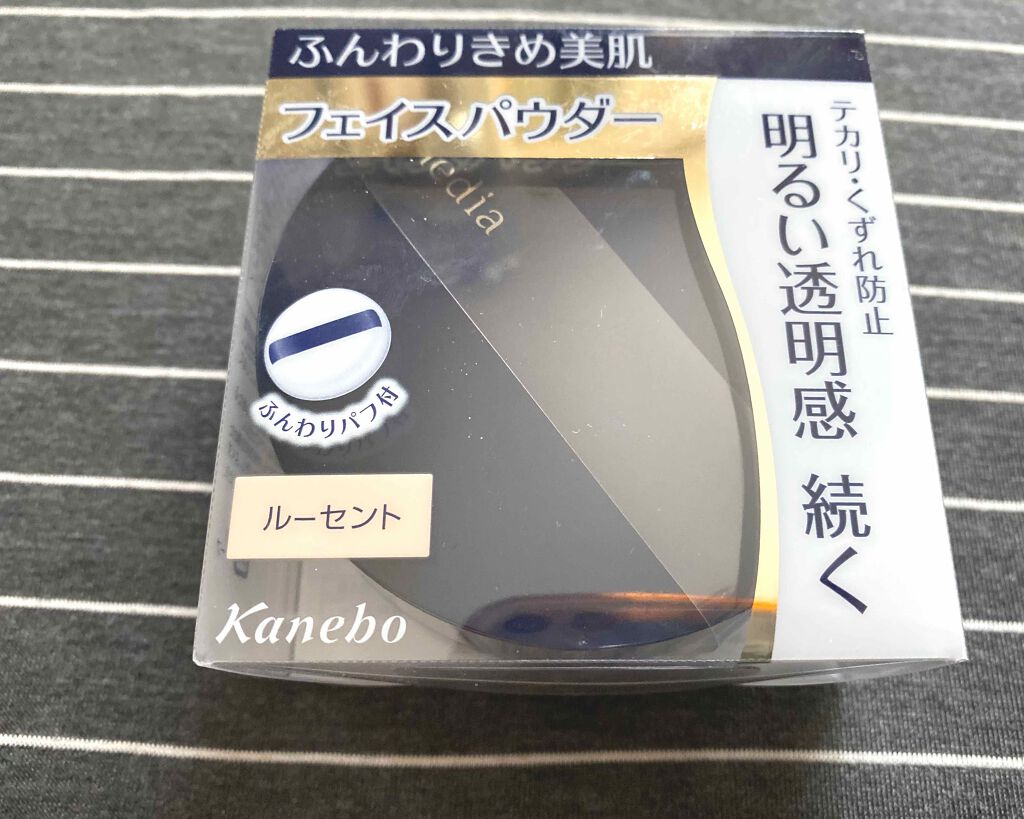 ふんわりきめ美肌
フェイスパウダー
テカリ・くずれ防止
明るい透明感 続く
media
ふんわりパフ付
ルーセント
Kanebo